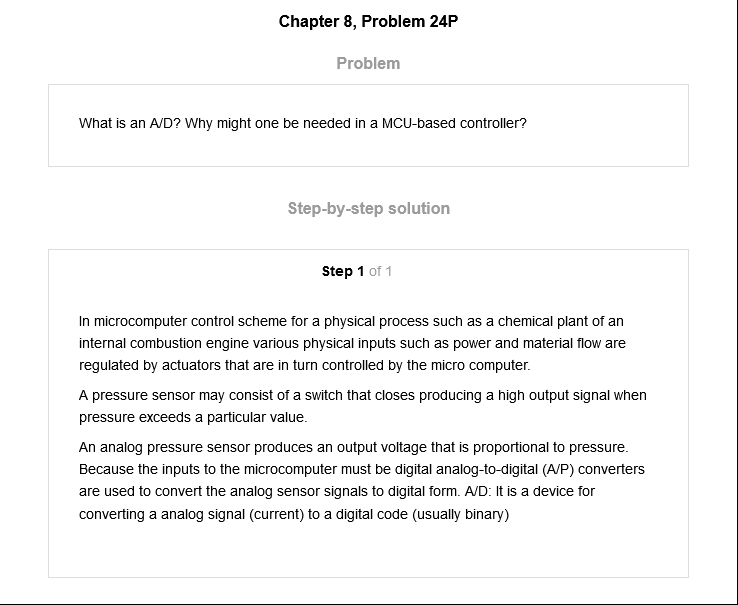 Chapter 8, Problem 24P
Problem
What is an A/D? Why might one be needed in a MCU-based controller?
Step-by-step solution
Step 1 of 1
In microcomputer control scheme for a physical process such as a chemical plant of an
internal combustion engine various physical inputs such as power and material flow are
regulated by actuators that are in turn controlled by the micro computer.
A pressure sensor may consist of a switch that closes producing a high output signal when
pressure exceeds a particular value.
An analog pressure sensor produces an output voltage that is proportional to pressure.
Because the inputs to the microcomputer must be digital analog-to-digital (A/P) converters
are used to convert the analog sensor signals to digital form. A/D: It is a device for
converting a analog signal (current) to a digital code (usually binary)